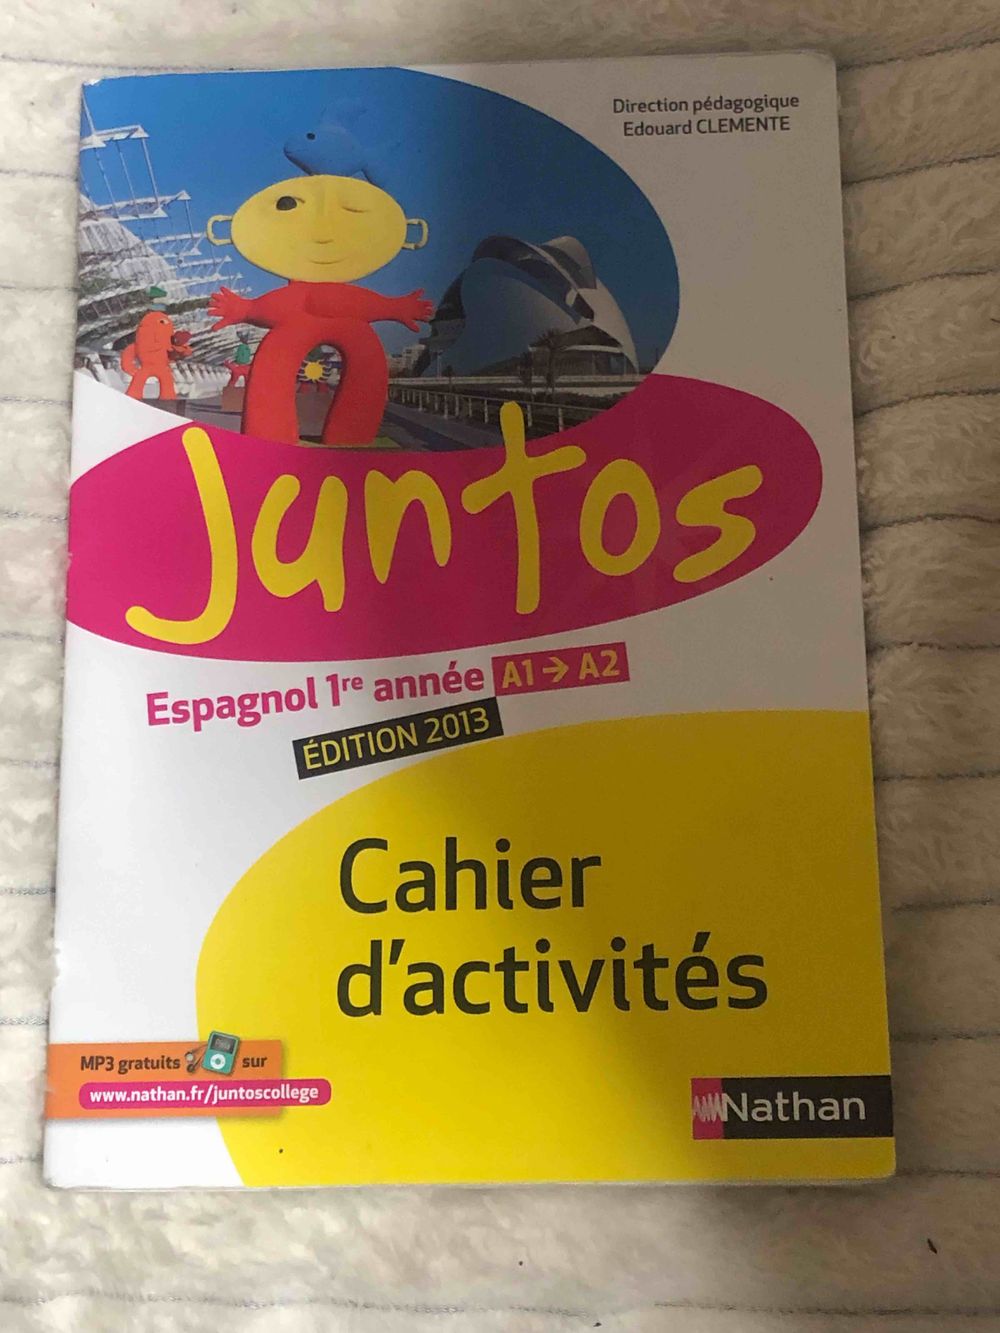 Direction pédagogique
Edouard CLEMENTE
Juntos
Espagnol 1re année A1 → A2
ÉDITION 2013
Cahier
d'activités
MP3 gratuits sur
www.nathan.fr/juntoscollege
Nathan